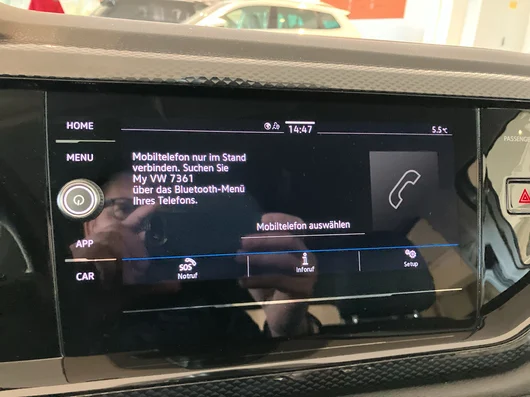 HOME
14:47
5.5°C
MENU
Mobiltelefon nur im Stand
verbinden. Suchen Sie
My VW 7361
über das Bluetooth-Menü
Ihres Telefons.
Mobiltelefon auswählen
APP
CAR
SOS
Notruf
Inforuf
Setup